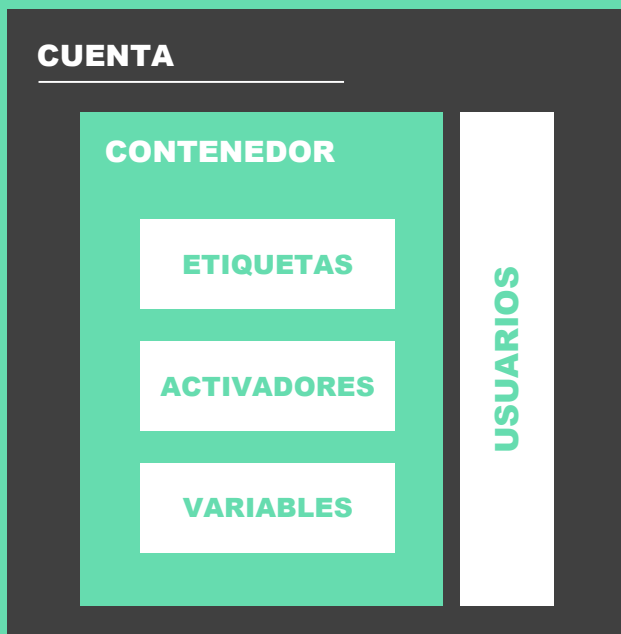 CUENTA
CONTENEDOR
ETIQUETAS
ACTIVADORES
VARIABLES
USUARIOS